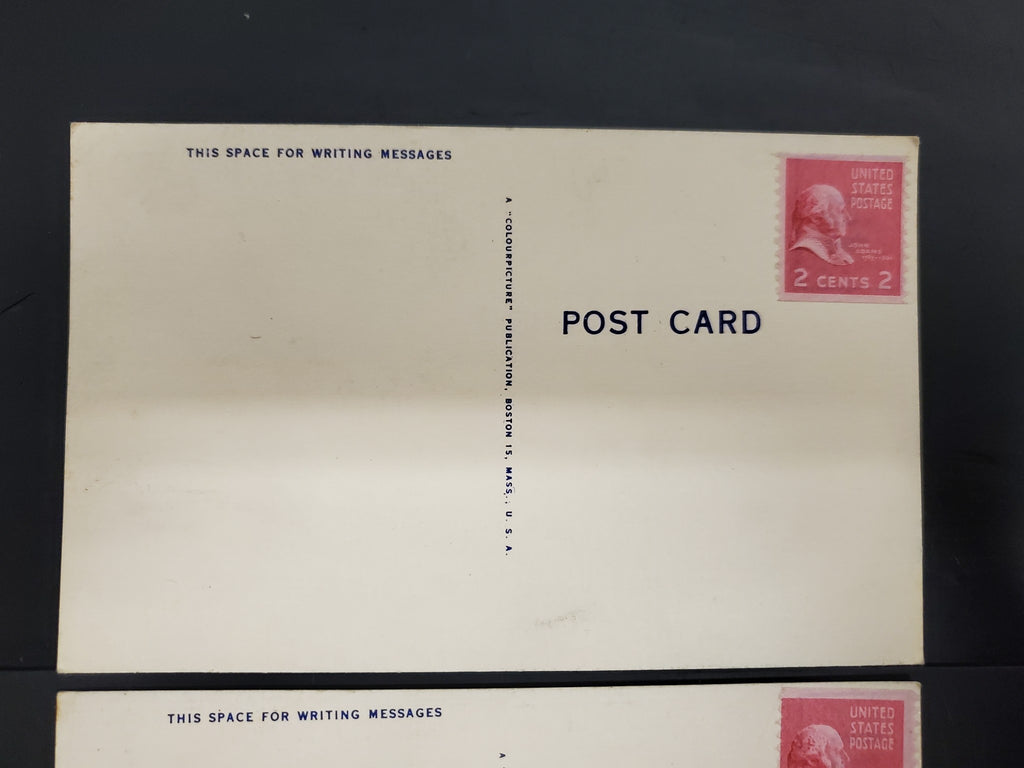 THIS SPACE FOR WRITING MESSAGES
A "COLOURPICTURE" PUBLICATION, BOSTON 15, MASS., U. S. A.
POST CARD
UNITED
STATES
POSTAGE
JOHN
ADAMS
2 CENTS 2
THIS SPACE FOR WRITING MESSAGES
A
UNITED
STATES
POSTAGE